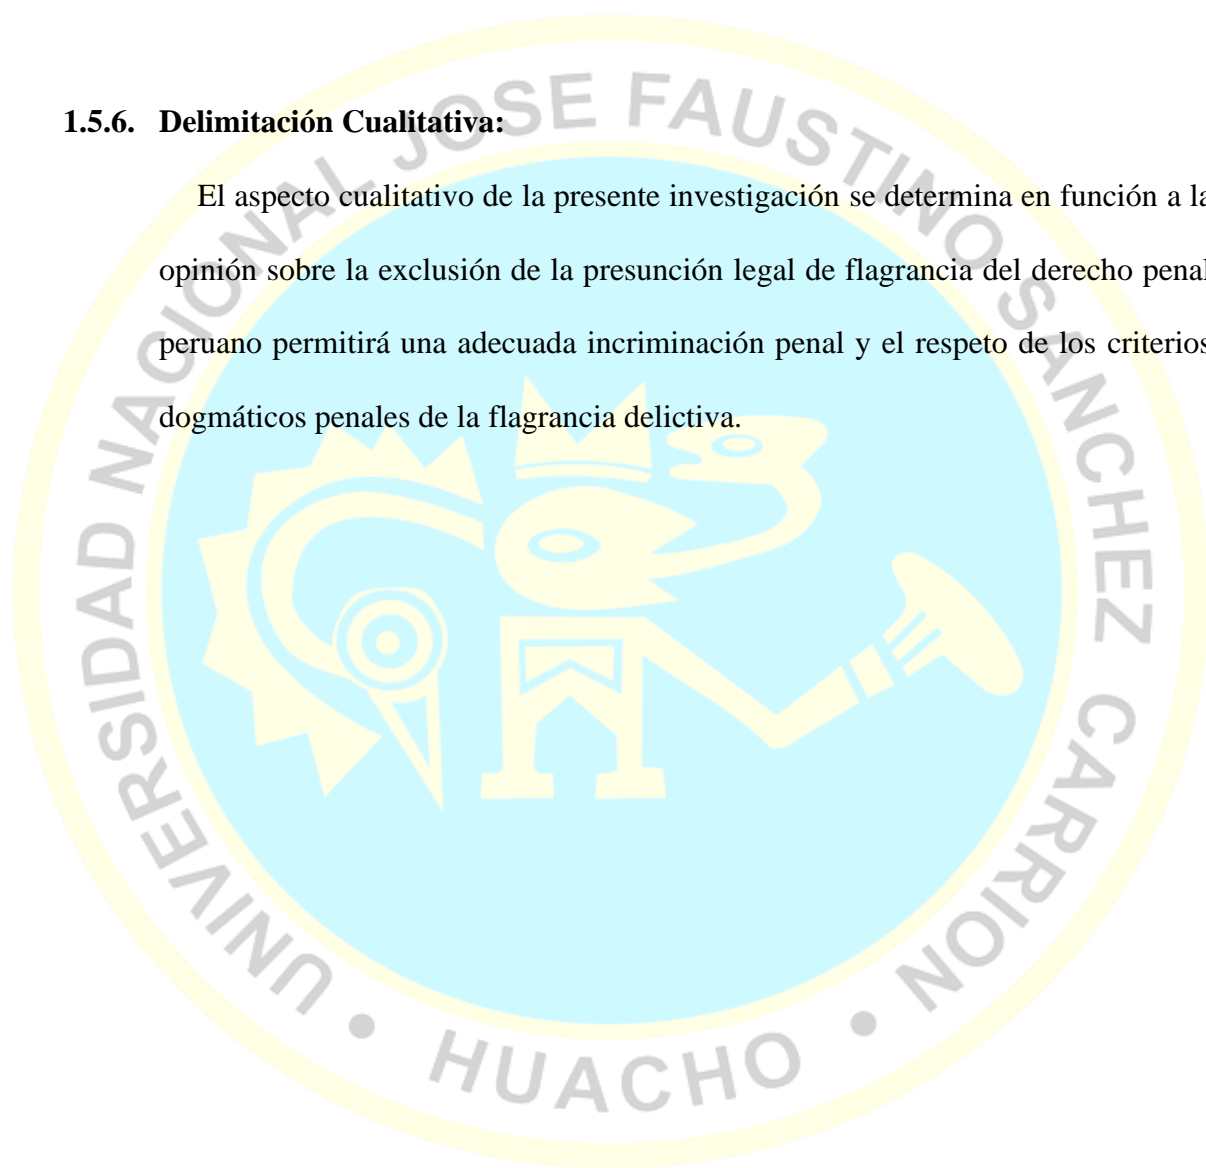 1.5.6. Delimitación Cualitativa:
El aspecto cualitativo de la presente investigación se determina en función a la
opinión sobre la exclusión de la presunción legal de flagrancia del derecho penal
peruano permitirá una adecuada incriminación penal y el respeto de los criterios
dogmáticos penales de la flagrancia delictiva.
UNIVERSIDAD NACIONAL JOSE FAUSTINO SANCHEZ CARRION
• HUACHO •